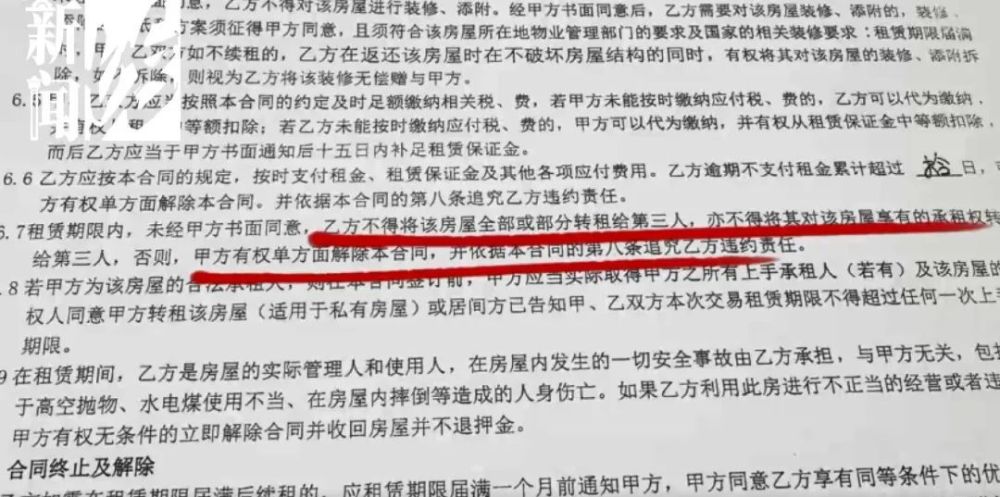 新闻
意，乙方不得对该房屋进行装修、添附。经甲方书面同意后，乙方需要对该房屋装修、添附的，装修、
方案须征得甲方同意，且须符合该房屋所在地物业管理部门的要求及国家的相关装修要求：租赁期限届满
时，甲、乙双方如不续租的，乙方在返还该房屋时在不破坏房屋结构的同时，有权将其对该房屋的装修、添附拆
除，如不拆除，则视为乙方将该装修无偿赠与甲方。
6.5 乙双方应当按照本合同的约定及时足额缴纳相关税、费，若甲方未能按时缴纳应付税、费的，乙方可以代为缴纳，
有权从租 中等额扣除；若乙方未能按时缴纳应付税、费的，甲方可以代为缴纳，并有权从租赁保证金中等额扣除，
而后乙方应当于甲方书面通知后十五日内补足租赁保证金。
6.6 乙方应按本合同的规定，按时支付租金、租赁保证金及其他各项应付费用。乙方逾期不支付租金累计超过 拾 日，
方有权单方面解除本合同。并依据本合同的第八条追究乙方违约责任。
6.7租赁期限内，未经甲方书面同意，乙方不得将该房屋全部或部分转租给第三人，亦不得将其对该房屋享有的承租权转
给第三人，否则，甲方有权单方面解除本合同，并依据本合同的第八条追究乙方违约责任。
.8 若甲方为该房屋的合法承租人，则在本合同签订前，甲方应当实际取得甲方之所有上手承租人（若有）及该房屋的
权人同意甲方转租该房屋（适用于私有房屋）或居间方已告知甲、乙双方本次交易租赁期限不得超过任何一次上手
期限。
9 在租赁期间，乙方是房屋的实际管理人和使用人，在房屋内发生的一切安全事故由乙方承担，与甲方无关，包括
于高空抛物、水电煤使用不当、在房屋内摔倒等造成的人身伤亡。如果乙方利用此房进行不正当的经营或者违
甲方有权无条件的立即解除合同并收回房屋并不退押金。
合同终止及解除
乙方如需在租赁期限届满后续租的，应租赁期限届满一个月前通知甲方，甲方同意乙方享有同等条件下的优